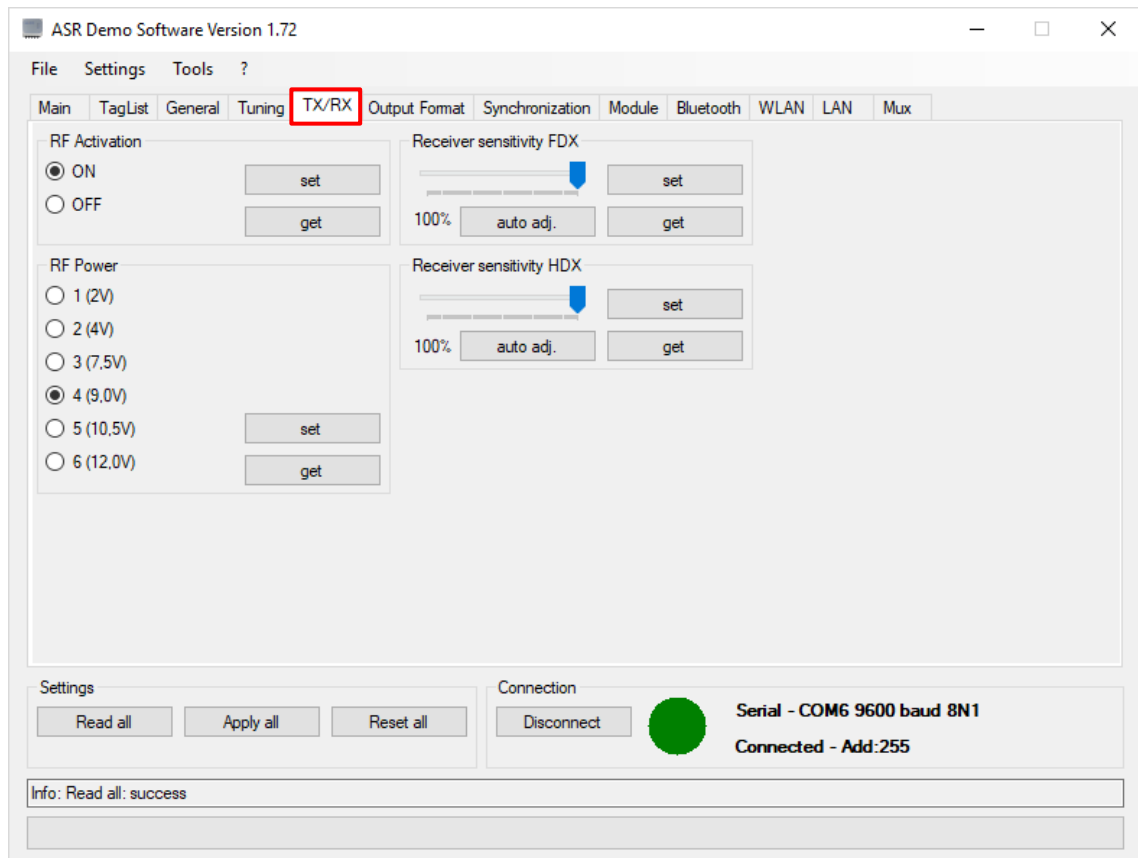 ASR Demo Software Version 1.72
File Settings Tools ?
Main TagList General Tuning TX/RX Output Format Synchronization Module Bluetooth WLAN LAN Mux
RF Activation
ON
OFF
set
get
RF Power
1 (2V)
2 (4V)
3 (7,5V)
4 (9,0V)
5 (10,5V)
6 (12,0V)
set
get
Receiver sensitivity FDX
set
100% auto adj. get
Receiver sensitivity HDX
set
100% auto adj. get
Settings
Read all Apply all Reset all
Connection
Disconnect
Serial - COM6 9600 baud 8N1
Connected - Add:255
Info: Read all: success